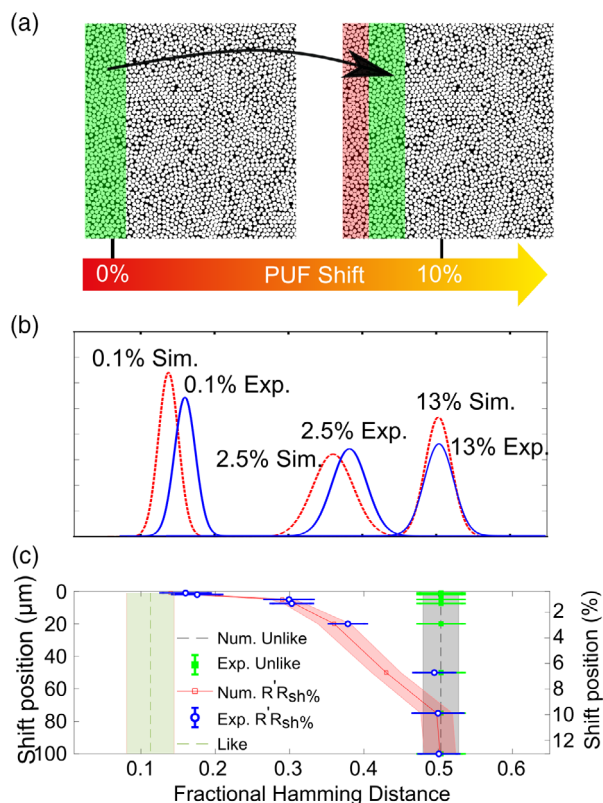 (a)
0% PUF Shift 10%
(b)
0.1% Sim.
0.1% Exp.
2.5% Sim.
2.5% Exp.
13% Sim.
13% Exp.
(c)
Shift position (μm)
0
20
40
60
80
100
Num. Unlike
Exp. Unlike
Num. R'R sh%
Exp. R'R sh%
Like
2
4
6
8
10
12
Shift position (%)
0.1 0.2 0.3 0.4 0.5 0.6
Fractional Hamming Distance